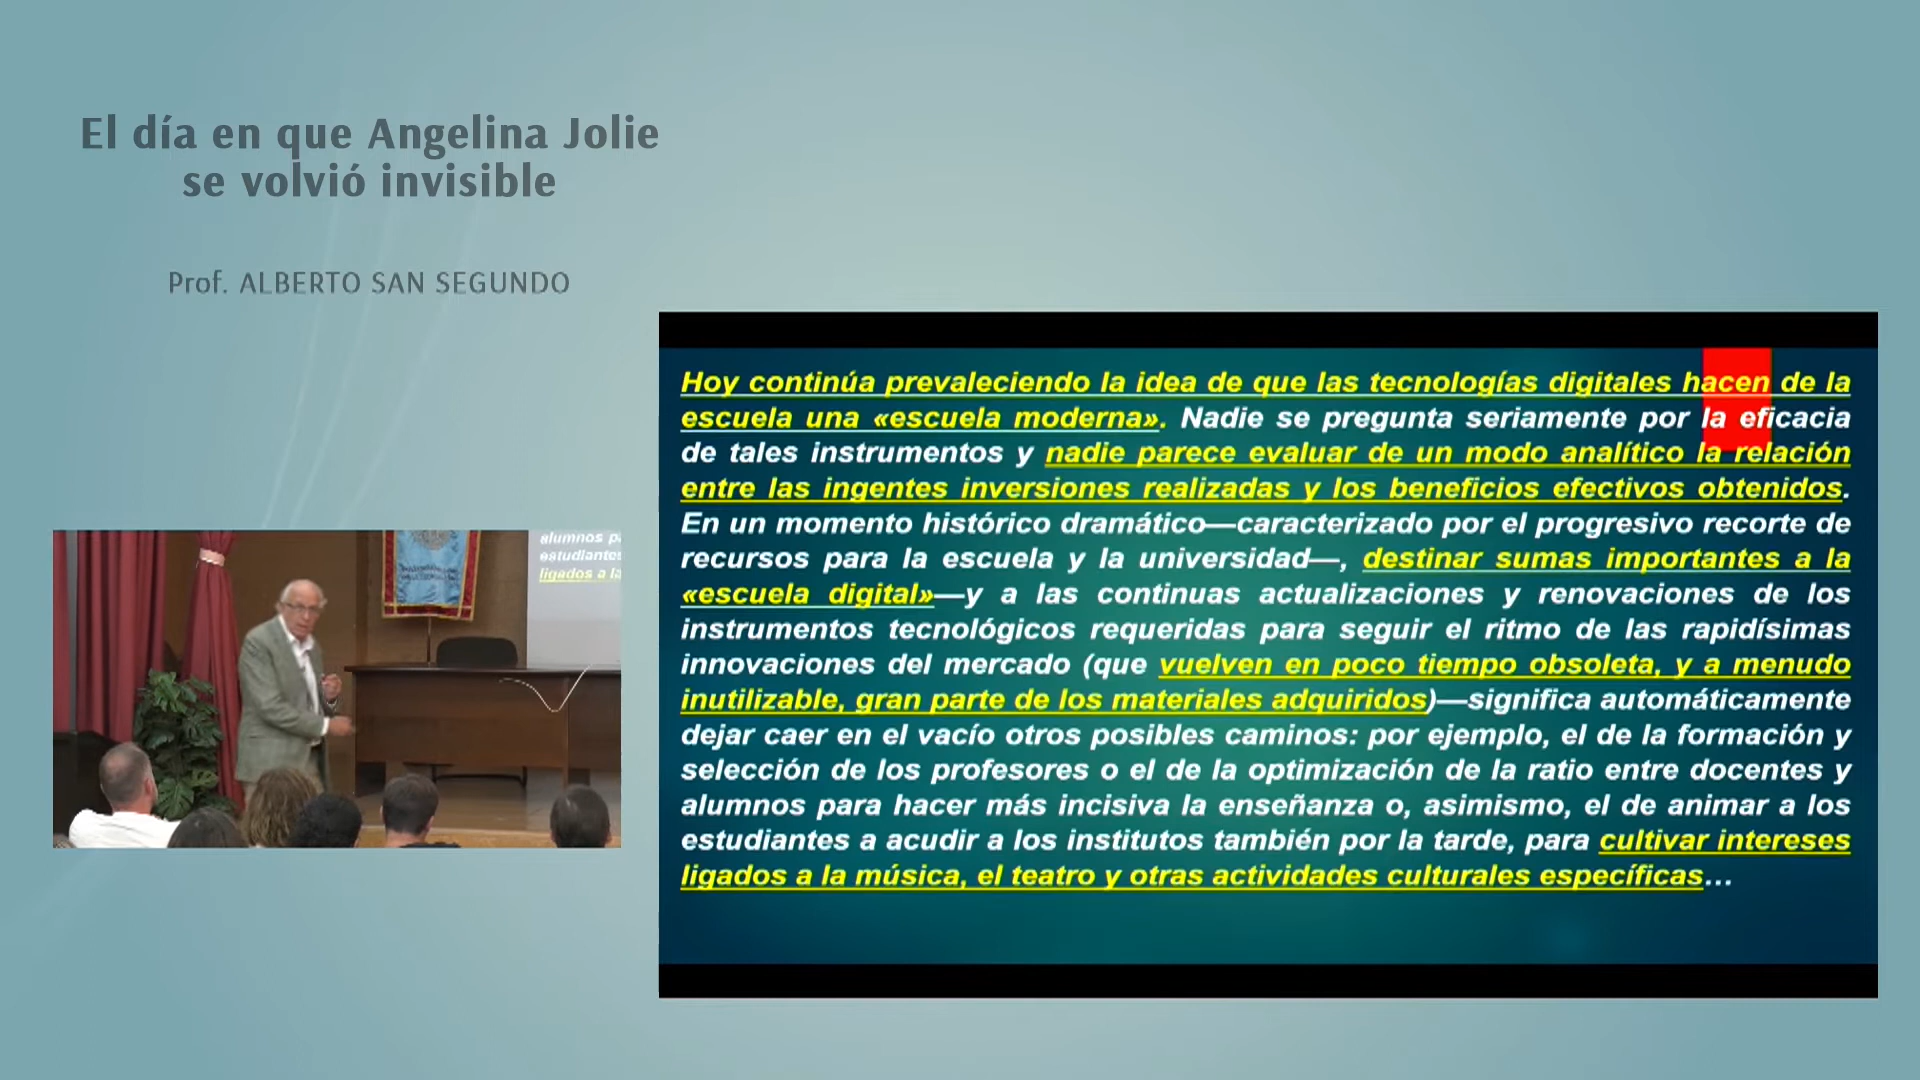 El día en que Angelina Jolie
se volvió invisible
Prof. ALBERTO SAN SEGUNDO
Hoy continúa prevaleciendo la idea de que las tecnologías digitales hacen de la
escuela una «escuela moderna». Nadie se pregunta seriamente por la eficacia
de tales instrumentos y nadie parece evaluar de un modo analítico la relación
entre las ingentes inversiones realizadas y los beneficios efectivos obtenidos.
En un momento histórico dramático—caracterizado por el progresivo recorte de
recursos para la escuela y la universidad—, destinar sumas importantes a la
«escuela digital»—y a las continuas actualizaciones y renovaciones de los
instrumentos tecnológicos requeridas para seguir el ritmo de las rapidísimas
innovaciones del mercado (que vuelven en poco tiempo obsoleta, y a menudo
inutilizable, gran parte de los materiales adquiridos)—significa automáticamente
dejar caer en el vacío otros posibles caminos: por ejemplo, el de la formación y
selección de los profesores o el de la optimización de la ratio entre docentes y
alumnos para hacer más incisiva la enseñanza o, asimismo, el de animar a los
estudiantes a acudir a los institutos también por la tarde, para cultivar intereses
ligados a la música, el teatro y otras actividades culturales específicas…
alumnos pa
estudiantes
ligados a la